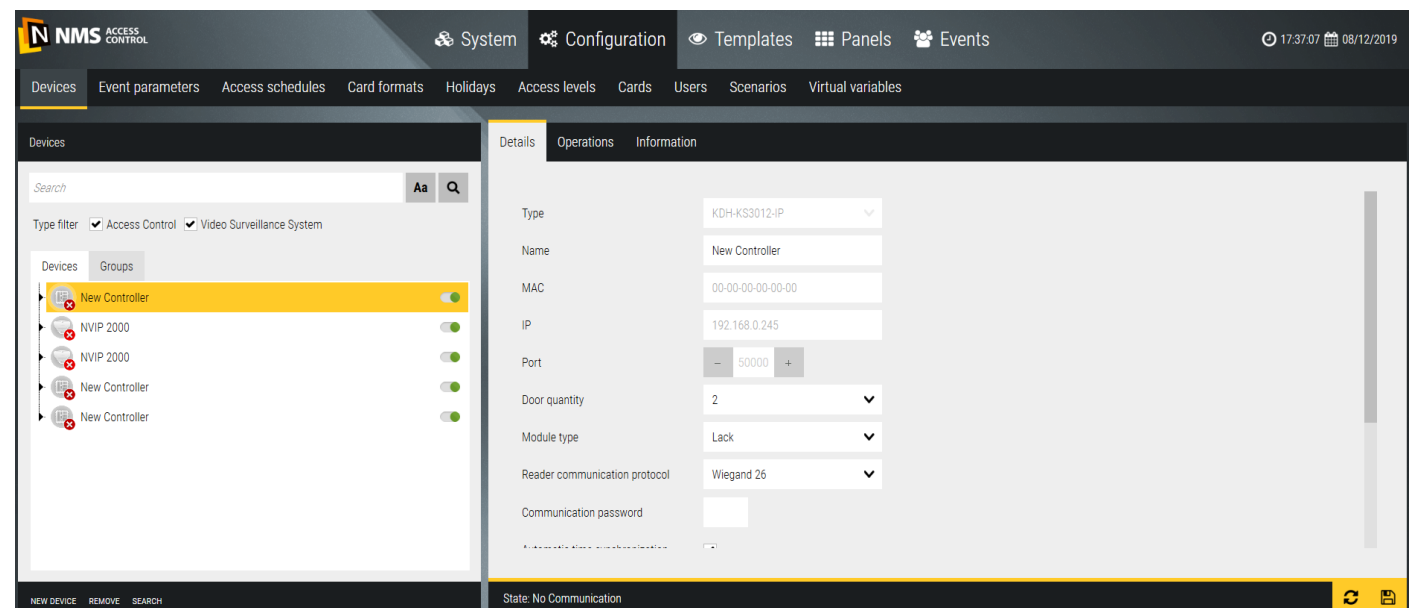 N NMS ACCESS CONTROL
System Configuration Templates Panels Events
17:37:07 08/12/2019
Devices Event parameters Access schedules Card formats Holidays Access levels Cards Users Scenarios Virtual variables
Devices
Search
Aa
Type filter Access Control Video Surveillance System
Devices Groups
New Controller
NVIP 2000
NVIP 2000
New Controller
New Controller
NEW DEVICE REMOVE SEARCH
Details Operations Information
Type KDH-KS3012-IP
Name New Controller
MAC 00-00-00-00-00-00
IP 192.168.0.245
Port – 50000 +
Door quantity 2
Module type Lack
Reader communication protocol Wiegand 26
Communication password
Automatic time synchronization
State: No Communication